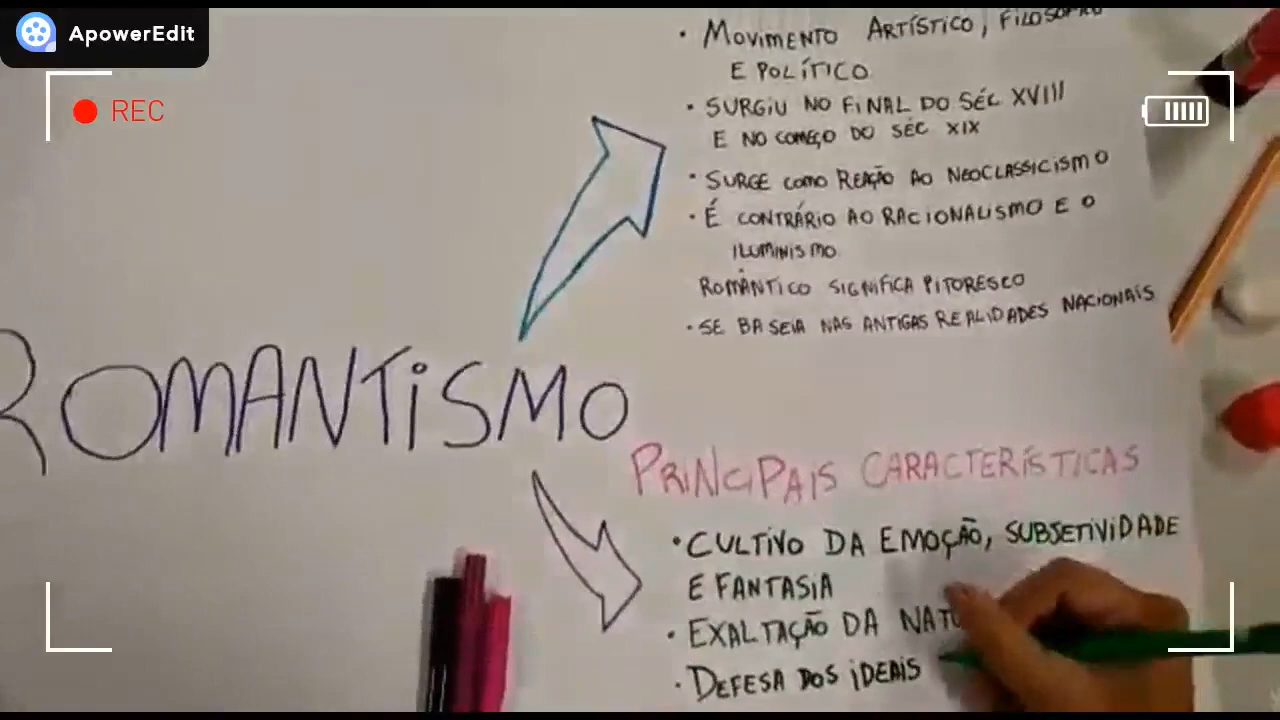 ApowerEdit
REC
• MOVIMENTO ARTÍSTICO, FILOSÓFICO
E POLÍTICO
• SURGIU NO FINAL DO SÉC XVIII
E NO COMEÇO DO SÉC XIX
• SURGE COMO REAÇÃO AO NEOCLASSICISMO
• É CONTRÁRIO AO RACIONALISMO E O
ILUMINISMO
ROMÂNTICO SIGNIFICA PITORESCO
• SE BASEIA NAS ANTIGAS REALIDADES NACIONAIS
ROMANTISMO
PRINCIPAIS CARACTERÍSTICAS
• CULTIVO DA EMOÇÃO, SUBJETIVIDADE
E FANTASIA
• EXALTAÇÃO DA NATU
• DEFESA DOS IDEAIS